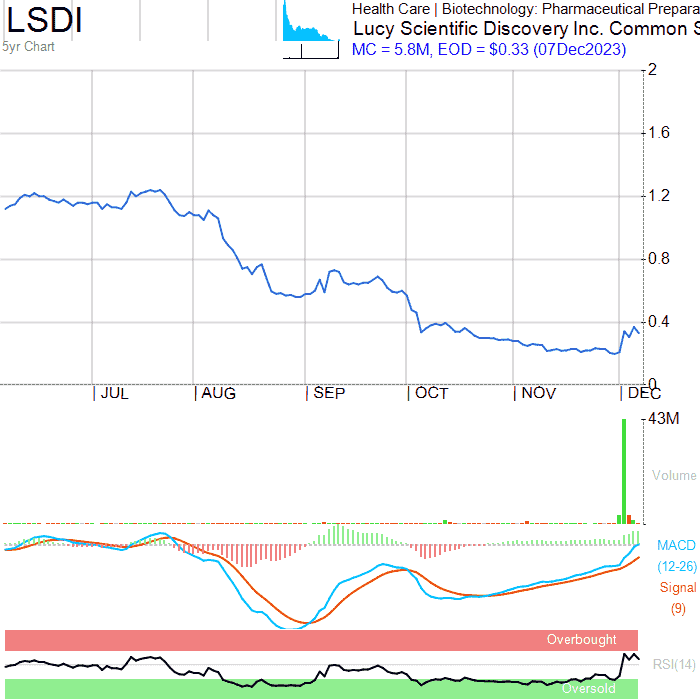 LSDI
5yr Chart
Health Care | Biotechnology: Pharmaceutical Prepara
Lucy Scientific Discovery Inc. Common S
MC = 5.8M, EOD = $0.33 (07Dec2023)
2
1.6
1.2
0.8
0.4
0
JUL AUG SEP OCT NOV DEC
43M
Volume
MACD
(12-26)
Signal
(9)
Overbought
RSI(14)
Oversold